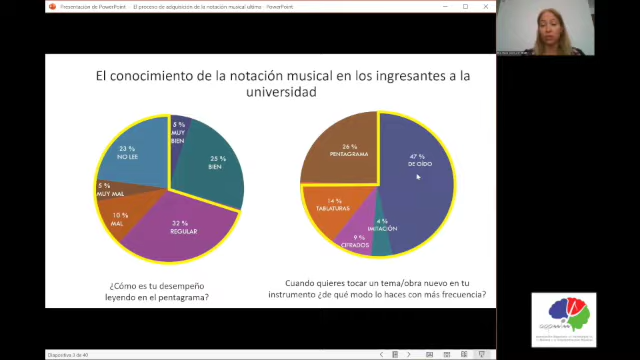 Presentación de PowerPoint
El proceso de adquisición de la notación musical ultimo
El conocimiento de la notación musical en los ingresantes a la
universidad
5 %
MUY
BIEN
25 %
BIEN
32 %
REGULAR
10 %
MAL
5 %
MUY MAL
23 %
NO LEE
¿Cómo es tu desempeño
leyendo en el pentagrama?
47 %
DE OÍDO
4 %
IMITACIÓN
9 %
CIFRADOS
14 %
TABLATURAS
26 %
PENTAGRAMA
Cuando quieres tocar un tema/obra nuevo en tu
instrumento ¿de qué modo lo haces con más frecuencia?
Diapositiva 3 de 40